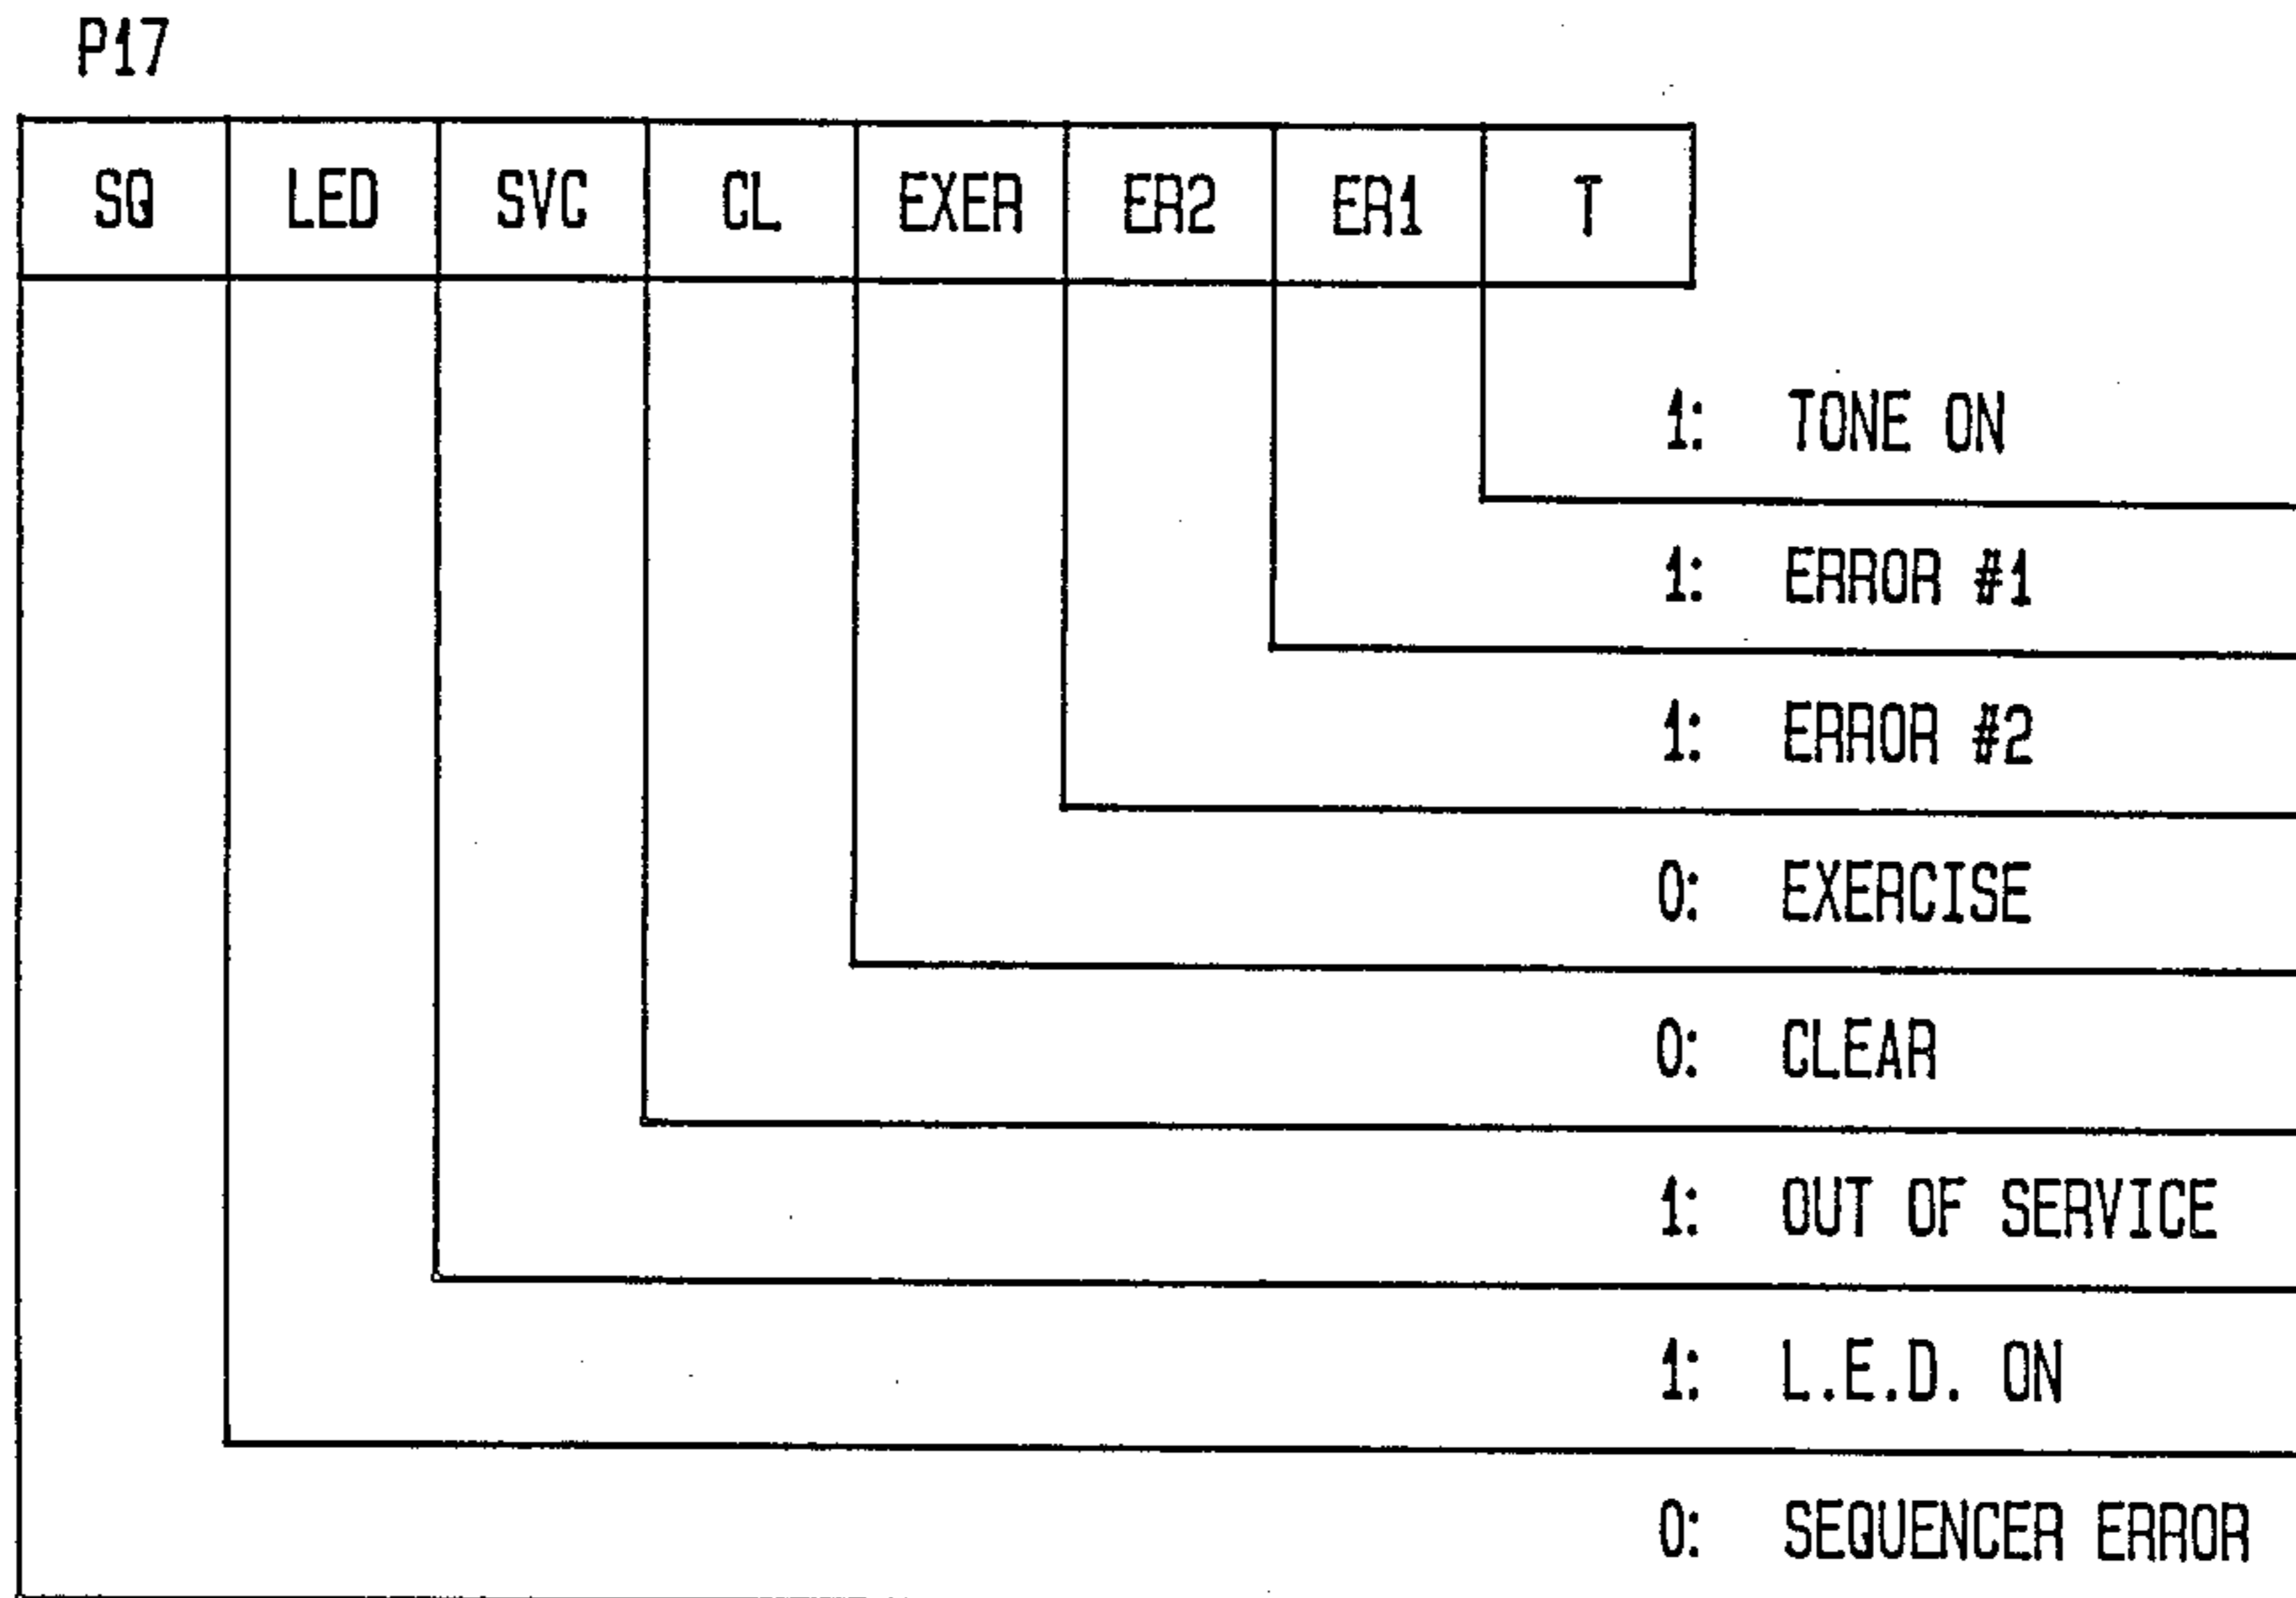 P17
SQ LED SVC CL EXER ER2 ER1 T
1: TONE ON
1: ERROR #1
1: ERROR #2
0: EXERCISE
0: CLEAR
1: OUT OF SERVICE
1: L.E.D. ON
0: SEQUENCER ERROR